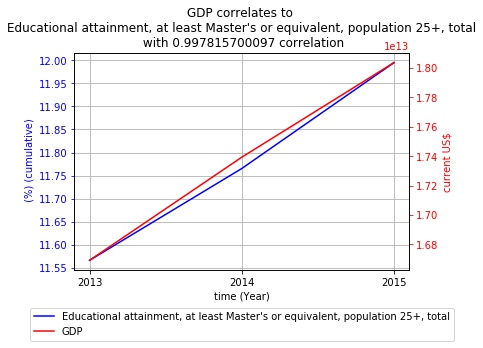 GDP correlates to
Educational attainment, at least Master's or equivalent, population 25+, total
with 0.997815700097 correlation
1e13
12.00
11.95
11.90
11.85
11.80
11.75
11.70
11.65
11.60
11.55
(%) (cumulative)
1.80
1.78
1.76
1.74
1.72
1.70
1.68
current US$
2013 2014 2015
time (Year)
Educational attainment, at least Master's or equivalent, population 25+, total
GDP